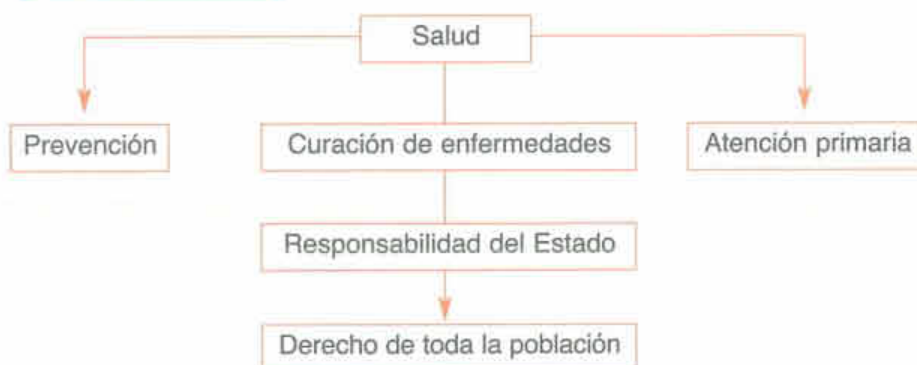 Salud
Prevención
Curación de enfermedades
Atención primaria
Responsabilidad del Estado
Derecho de toda la población